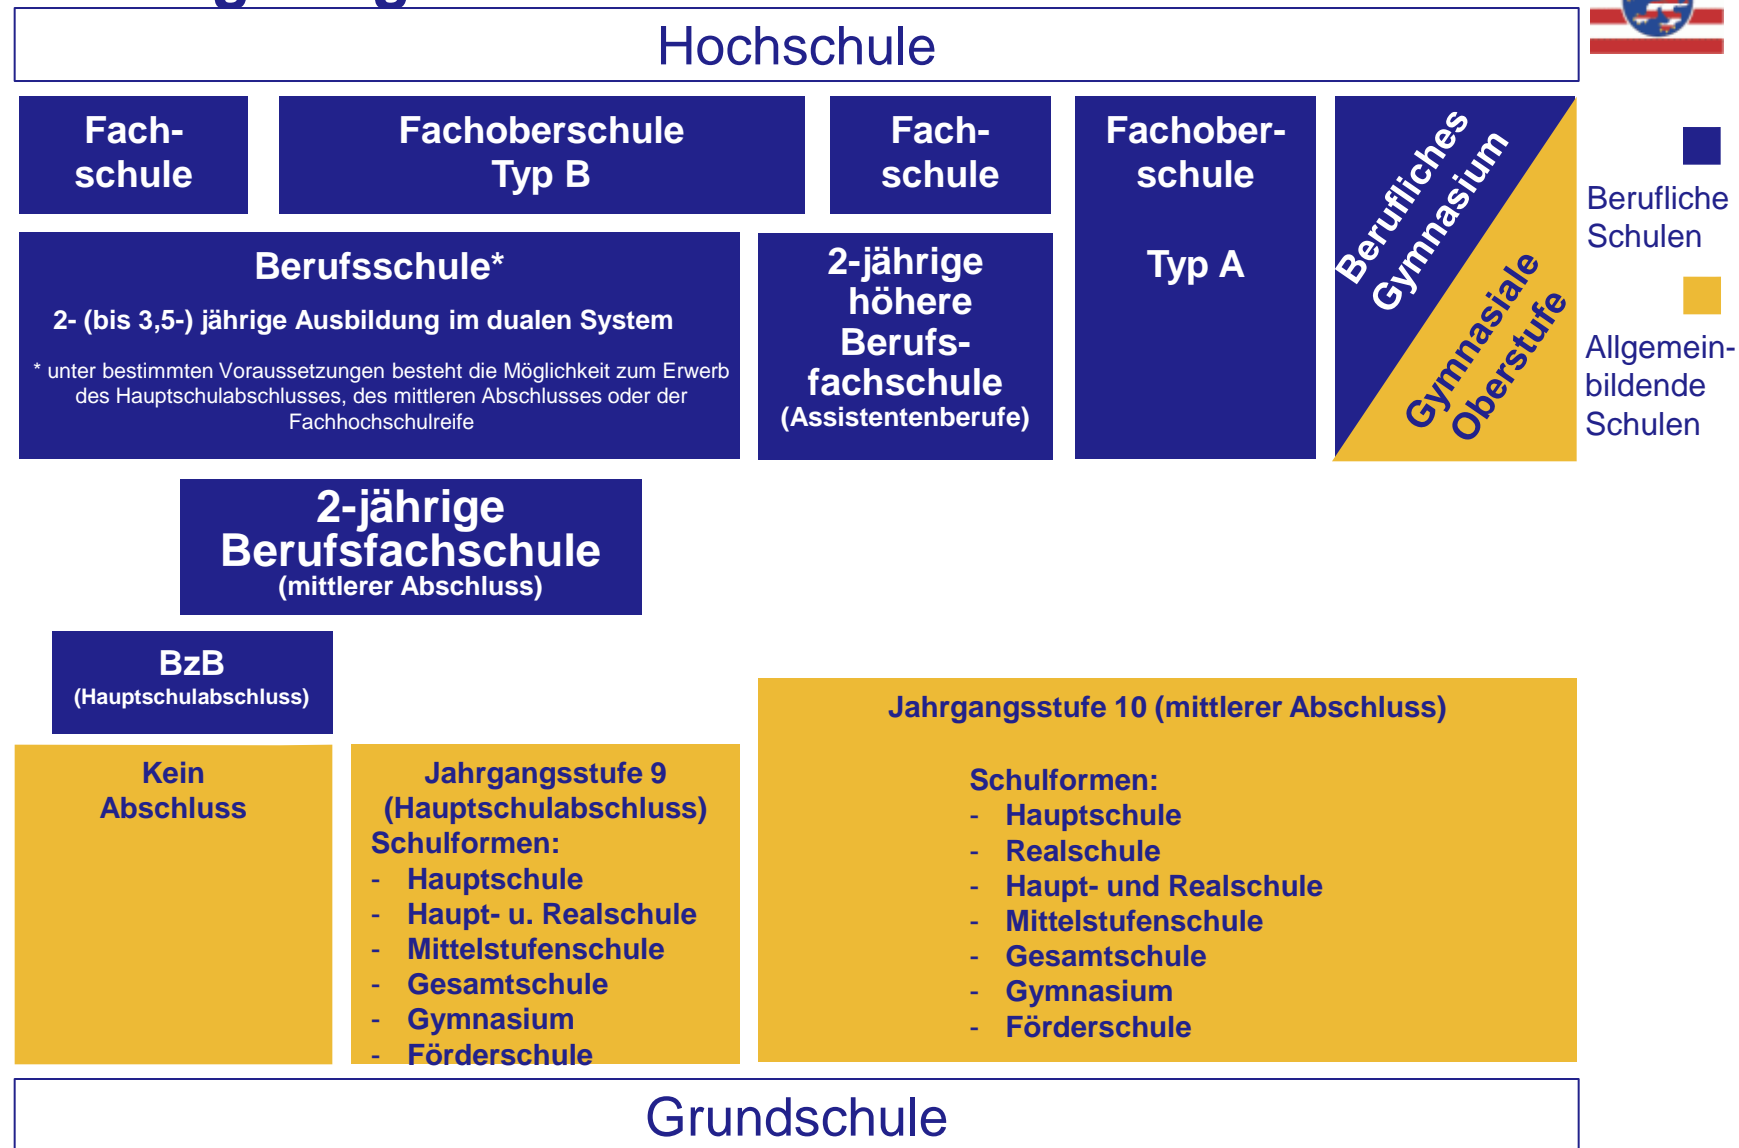 Hochschule
Fach-
schule
Fachoberschule
Typ B
Fach-
schule
Fachober-
schule
Typ A
Berufliches
Gymnasium
Gymnasiale
Oberstufe
Berufliche
Schulen
Allgemein-
bildende
Schulen
Berufsschule*
2- (bis 3,5-) jährige Ausbildung im dualen System
* unter bestimmten Voraussetzungen besteht die Möglichkeit zum Erwerb
des Hauptschulabschlusses, des mittleren Abschlusses oder der
Fachhochschulreife
2-jährige
höhere
Berufs-
fachschule
(Assistentenberufe)
2-jährige
Berufsfachschule
(mittlerer Abschluss)
BzB
(Hauptschulabschluss)
Kein
Abschluss
Jahrgangsstufe 9
(Hauptschulabschluss)
Schulformen:
- Hauptschule
- Haupt- u. Realschule
- Mittelstufenschule
- Gesamtschule
- Gymnasium
- Förderschule
Jahrgangsstufe 10 (mittlerer Abschluss)
Schulformen:
- Hauptschule
- Realschule
- Haupt- und Realschule
- Mittelstufenschule
- Gesamtschule
- Gymnasium
- Förderschule
Grundschule